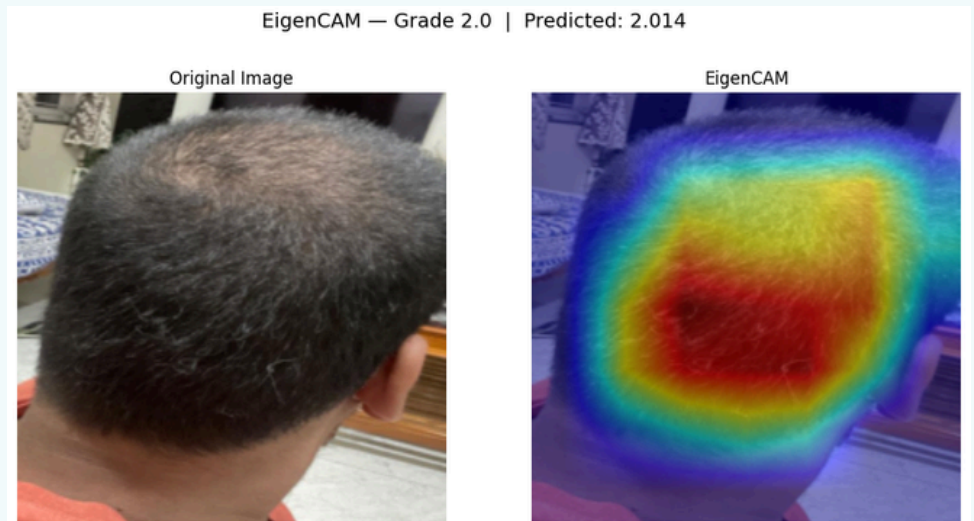 EigenCAM — Grade 2.0 | Predicted: 2.014
Original Image
EigenCAM